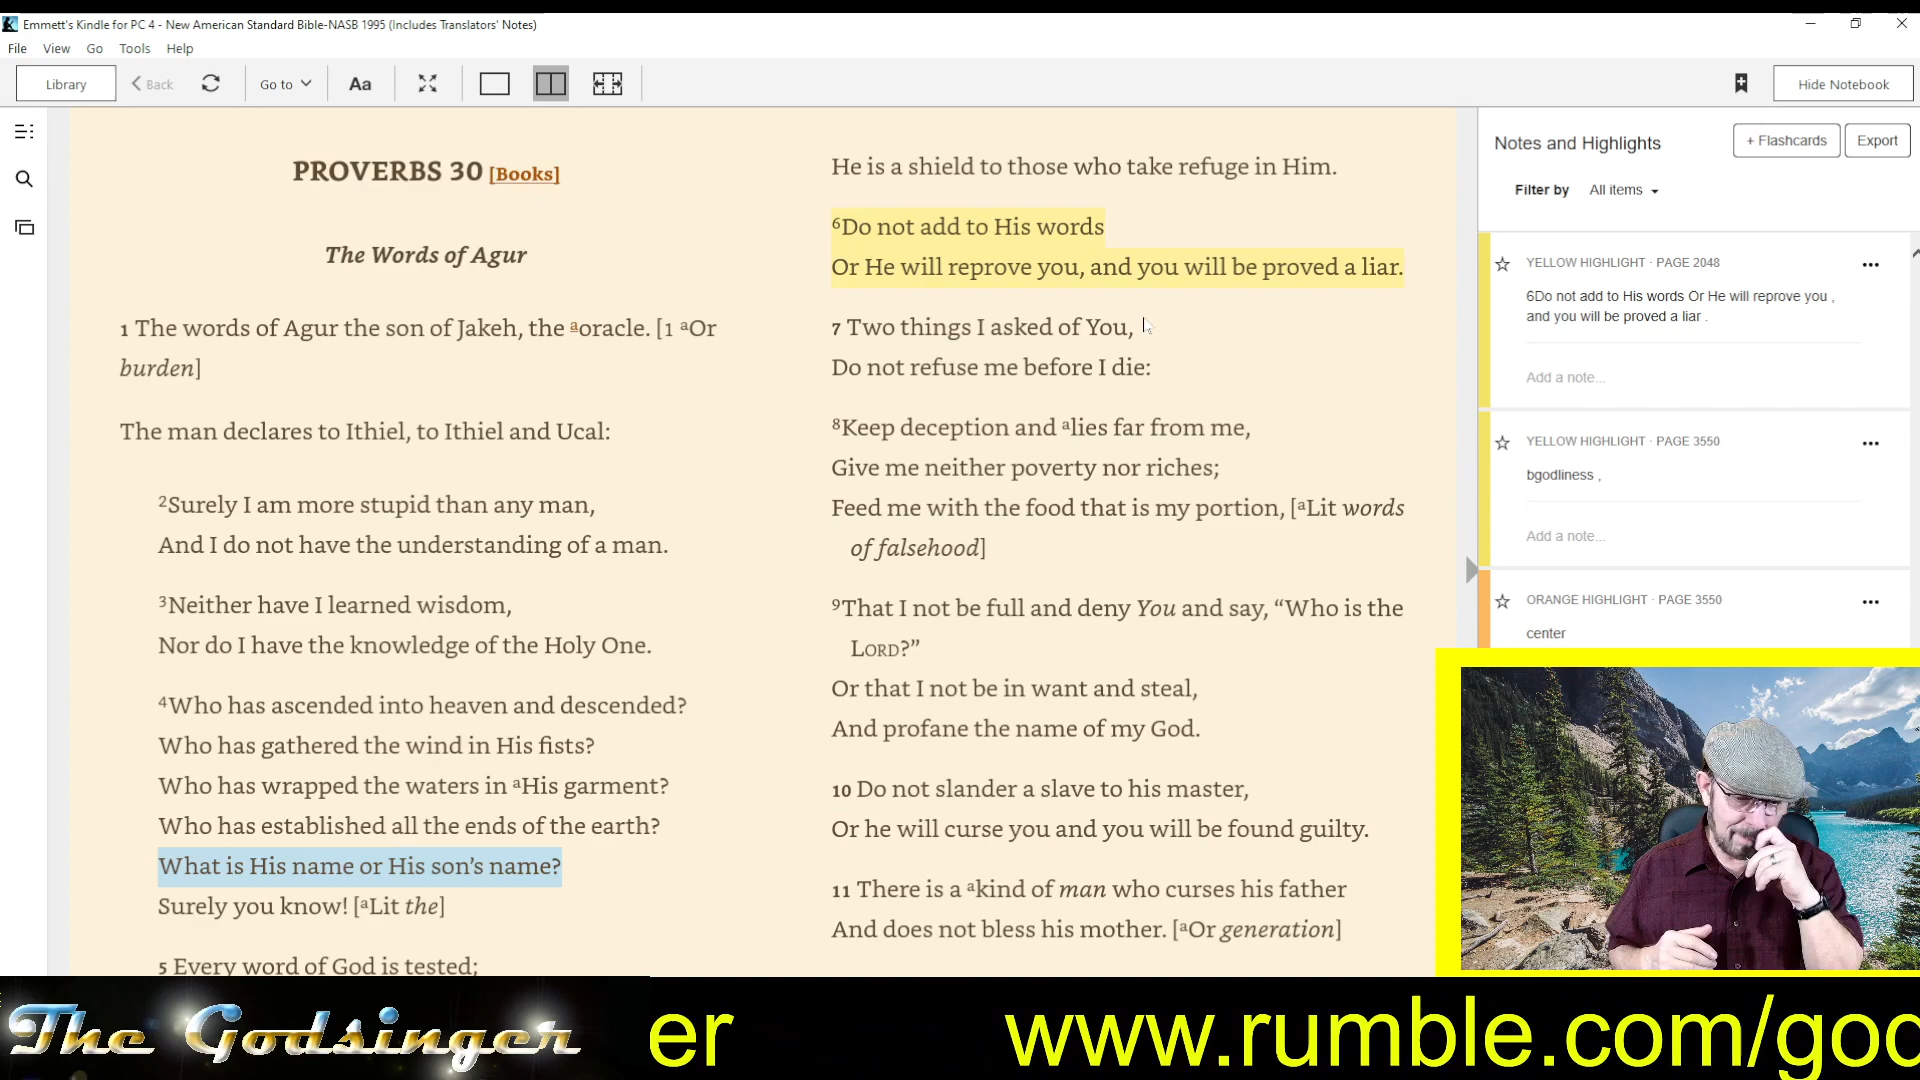 Emmett's Kindle for PC 4 - New American Standard Bible-NASB 1995 (Includes Translators' Notes)
File View Go Tools Help
Library Back Go to Aa Hide Notebook
PROVERBS 30 [Books]
The Words of Agur
1 The words of Agur the son of Jakeh, the aoracle. [1 aOr
burden]
The man declares to Ithiel, to Ithiel and Ucal:
2Surely I am more stupid than any man,
And I do not have the understanding of a man.
3Neither have I learned wisdom,
Nor do I have the knowledge of the Holy One.
4Who has ascended into heaven and descended?
Who has gathered the wind in His fists?
Who has wrapped the waters in aHis garment?
Who has established all the ends of the earth?
What is His name or His son's name?
Surely you know! [aLit the]
5 Every word of God is tested;
He is a shield to those who take refuge in Him.
6Do not add to His words
Or He will reprove you, and you will be proved a liar.
7 Two things I asked of You,
Do not refuse me before I die:
8Keep deception and alies far from me,
Give me neither poverty nor riches;
Feed me with the food that is my portion, [aLit words
of falsehood]
9That I not be full and deny You and say, “Who is the
LORD?”
Or that I not be in want and steal,
And profane the name of my God.
10 Do not slander a slave to his master,
Or he will curse you and you will be found guilty.
11 There is a akind of man who curses his father
And does not bless his mother. [aOr generation]
Notes and Highlights + Flashcards Export
Filter by All items
YELLOW HIGHLIGHT · PAGE 2048
6Do not add to His words Or He will reprove you ,
and you will be proved a liar .
Add a note...
YELLOW HIGHLIGHT · PAGE 3550
bgodliness ,
Add a note...
ORANGE HIGHLIGHT · PAGE 3550
center
The Godsinger er www.rumble.com/god